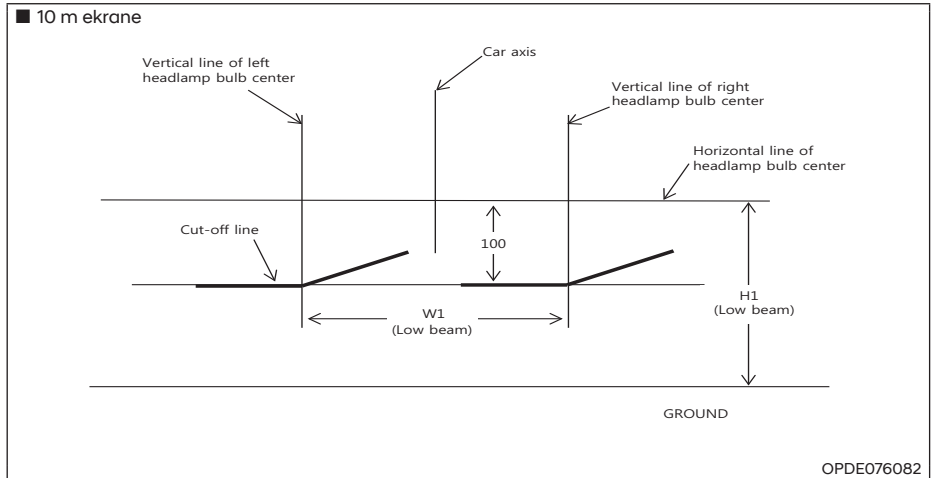 ■ 10 m ekrane
Car axis
Vertical line of left
headlamp bulb center
Vertical line of right
headlamp bulb center
Horizontal line of
headlamp bulb center
Cut-off line
100
H1
(Low beam)
W1
(Low beam)
GROUND
OPDE076082